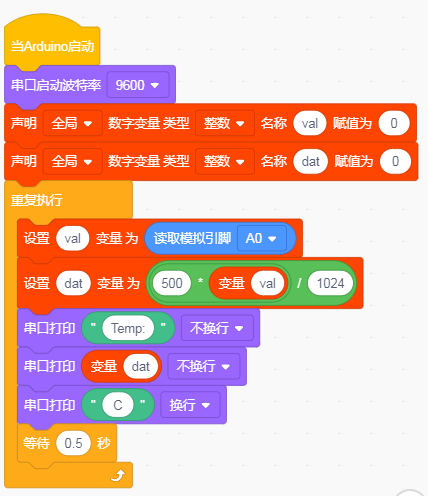 当Arduino启动
串口启动波特率 9600
声明 全局 数字变量 类型 整数 名称 val 赋值为 0
声明 全局 数字变量 类型 整数 名称 dat 赋值为 0
重复执行
设置 val 变量 为 读取模拟引脚 A0
设置 dat 变量 为 500 * 变量 val / 1024
串口打印 " Temp: " 不换行
串口打印 变量 dat 不换行
串口打印 " C " 换行
等待 0.5 秒